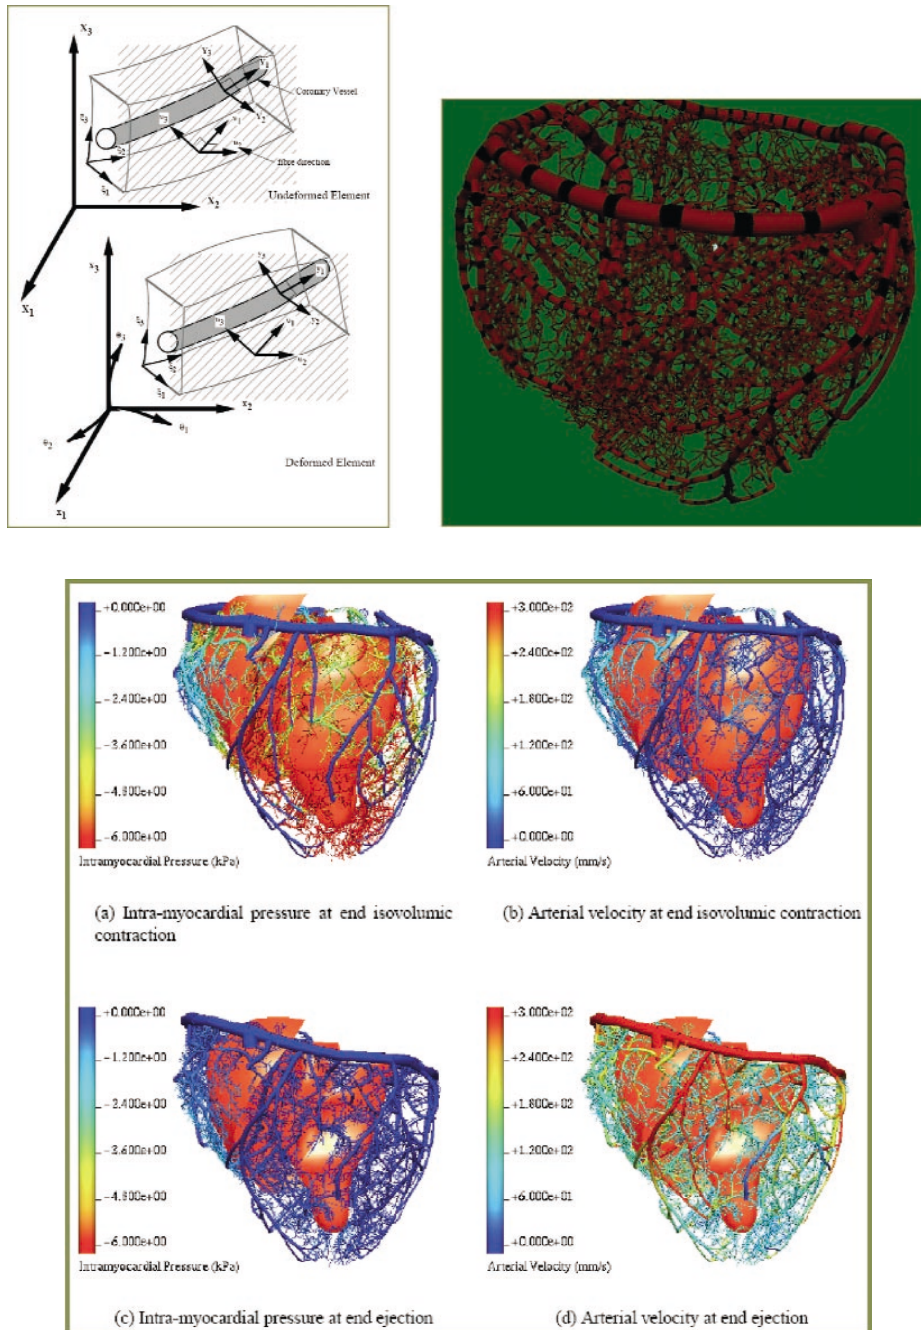 X₃
Y₃
Y₁
Coronary Vessel
Y₂
ξ₃
ν₃
ν₁
ξ₂
fibre direction
ξ₁
Undeformed Element
X₂
X₁
x₃
y₃
y₁
ξ₃
y₂
θ₃
ξ₂
ξ₁
x₂
θ₂
θ₁
Deformed Element
x₁
+0.000e+00
-1.200e+00
-2.400e+00
-3.600e+00
-4.800e+00
-6.000e+00
Intramyocardial Pressure (kPa)
+3.000e+02
+2.400e+02
+1.800e+02
+1.200e+02
+6.000e+01
+0.000e+00
Arterial Velocity (mm/s)
(a) Intra-myocardial pressure at end isovolumic
contraction
(b) Arterial velocity at end isovolumic contraction
+0.000e+00
-1.200e+00
-2.400e+00
-3.600e+00
-4.800e+00
-6.000e+00
Intramyocardial Pressure (kPa)
+3.000e+02
+2.400e+02
+1.800e+02
+1.200e+02
+6.000e+01
+0.000e+00
Arterial Velocity (mm/s)
(c) Intra-myocardial pressure at end ejection
(d) Arterial velocity at end ejection